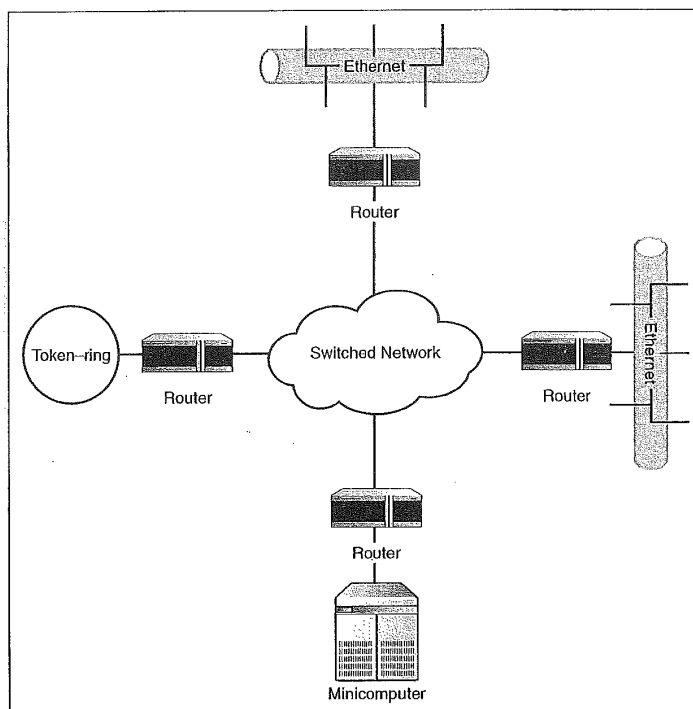 Ethernet
Router
Token-ring
Router
Switched Network
Router
Ethernet
Router
Minicomputer